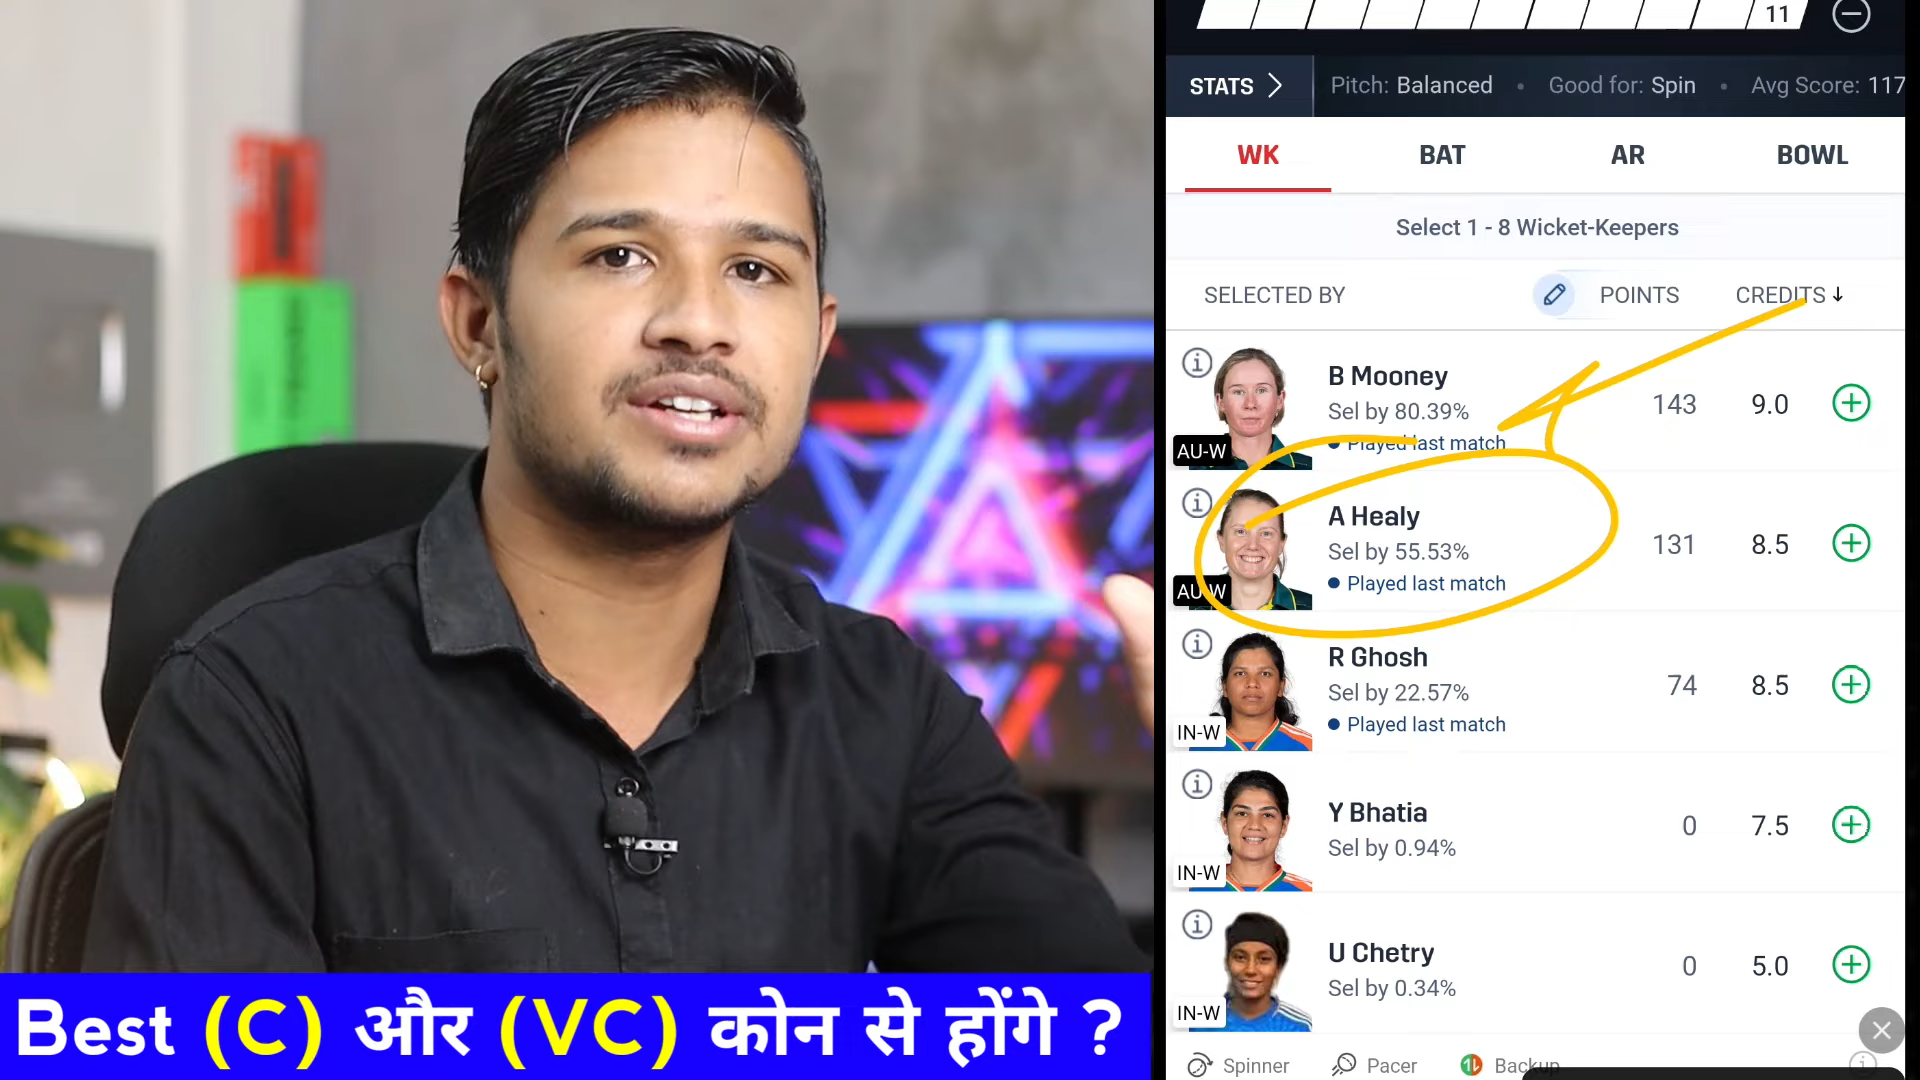 11
STATS
Pitch: Balanced • Good for: Spin • Avg Score: 117
WK BAT AR BOWL
Select 1 - 8 Wicket-Keepers
SELECTED BY POINTS CREDITS ↓
B Mooney
Sel by 80.39%
143 9.0
Played last match
AU-W
A Healy
Sel by 55.53%
131 8.5
Played last match
AU-W
R Ghosh
Sel by 22.57%
74 8.5
Played last match
IN-W
Y Bhatia
Sel by 0.94%
0 7.5
IN-W
U Chetry
Sel by 0.34%
0 5.0
IN-W
Spinner Pacer Backup
Best (C) और (VC) कोन से होंगे ?